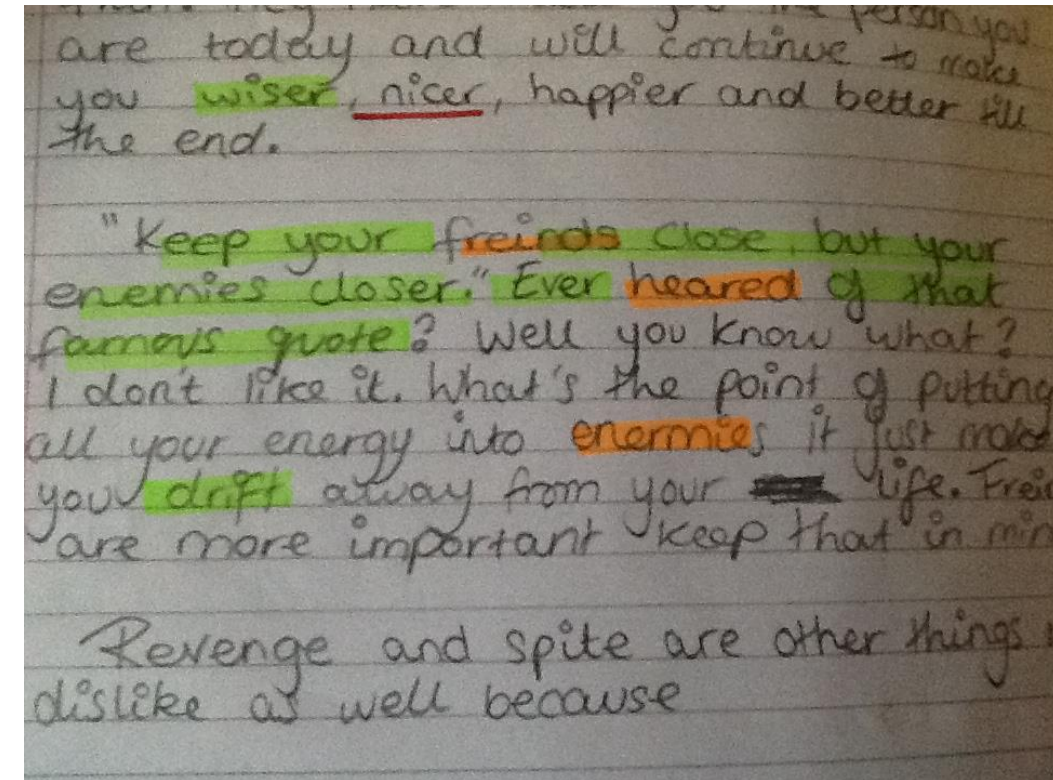 the person you
are today and will continue to make
you wiser, nicer, happier and better till
the end.
"Keep your freinds close, but your
enemies closer." Ever heared of that
famous quote? Well you know what?
I don't like it. What's the point of putting
all your energy into enermies it just
you drift away from your life.
are more important keep that in
Revenge and spite are other things
dislike as well because